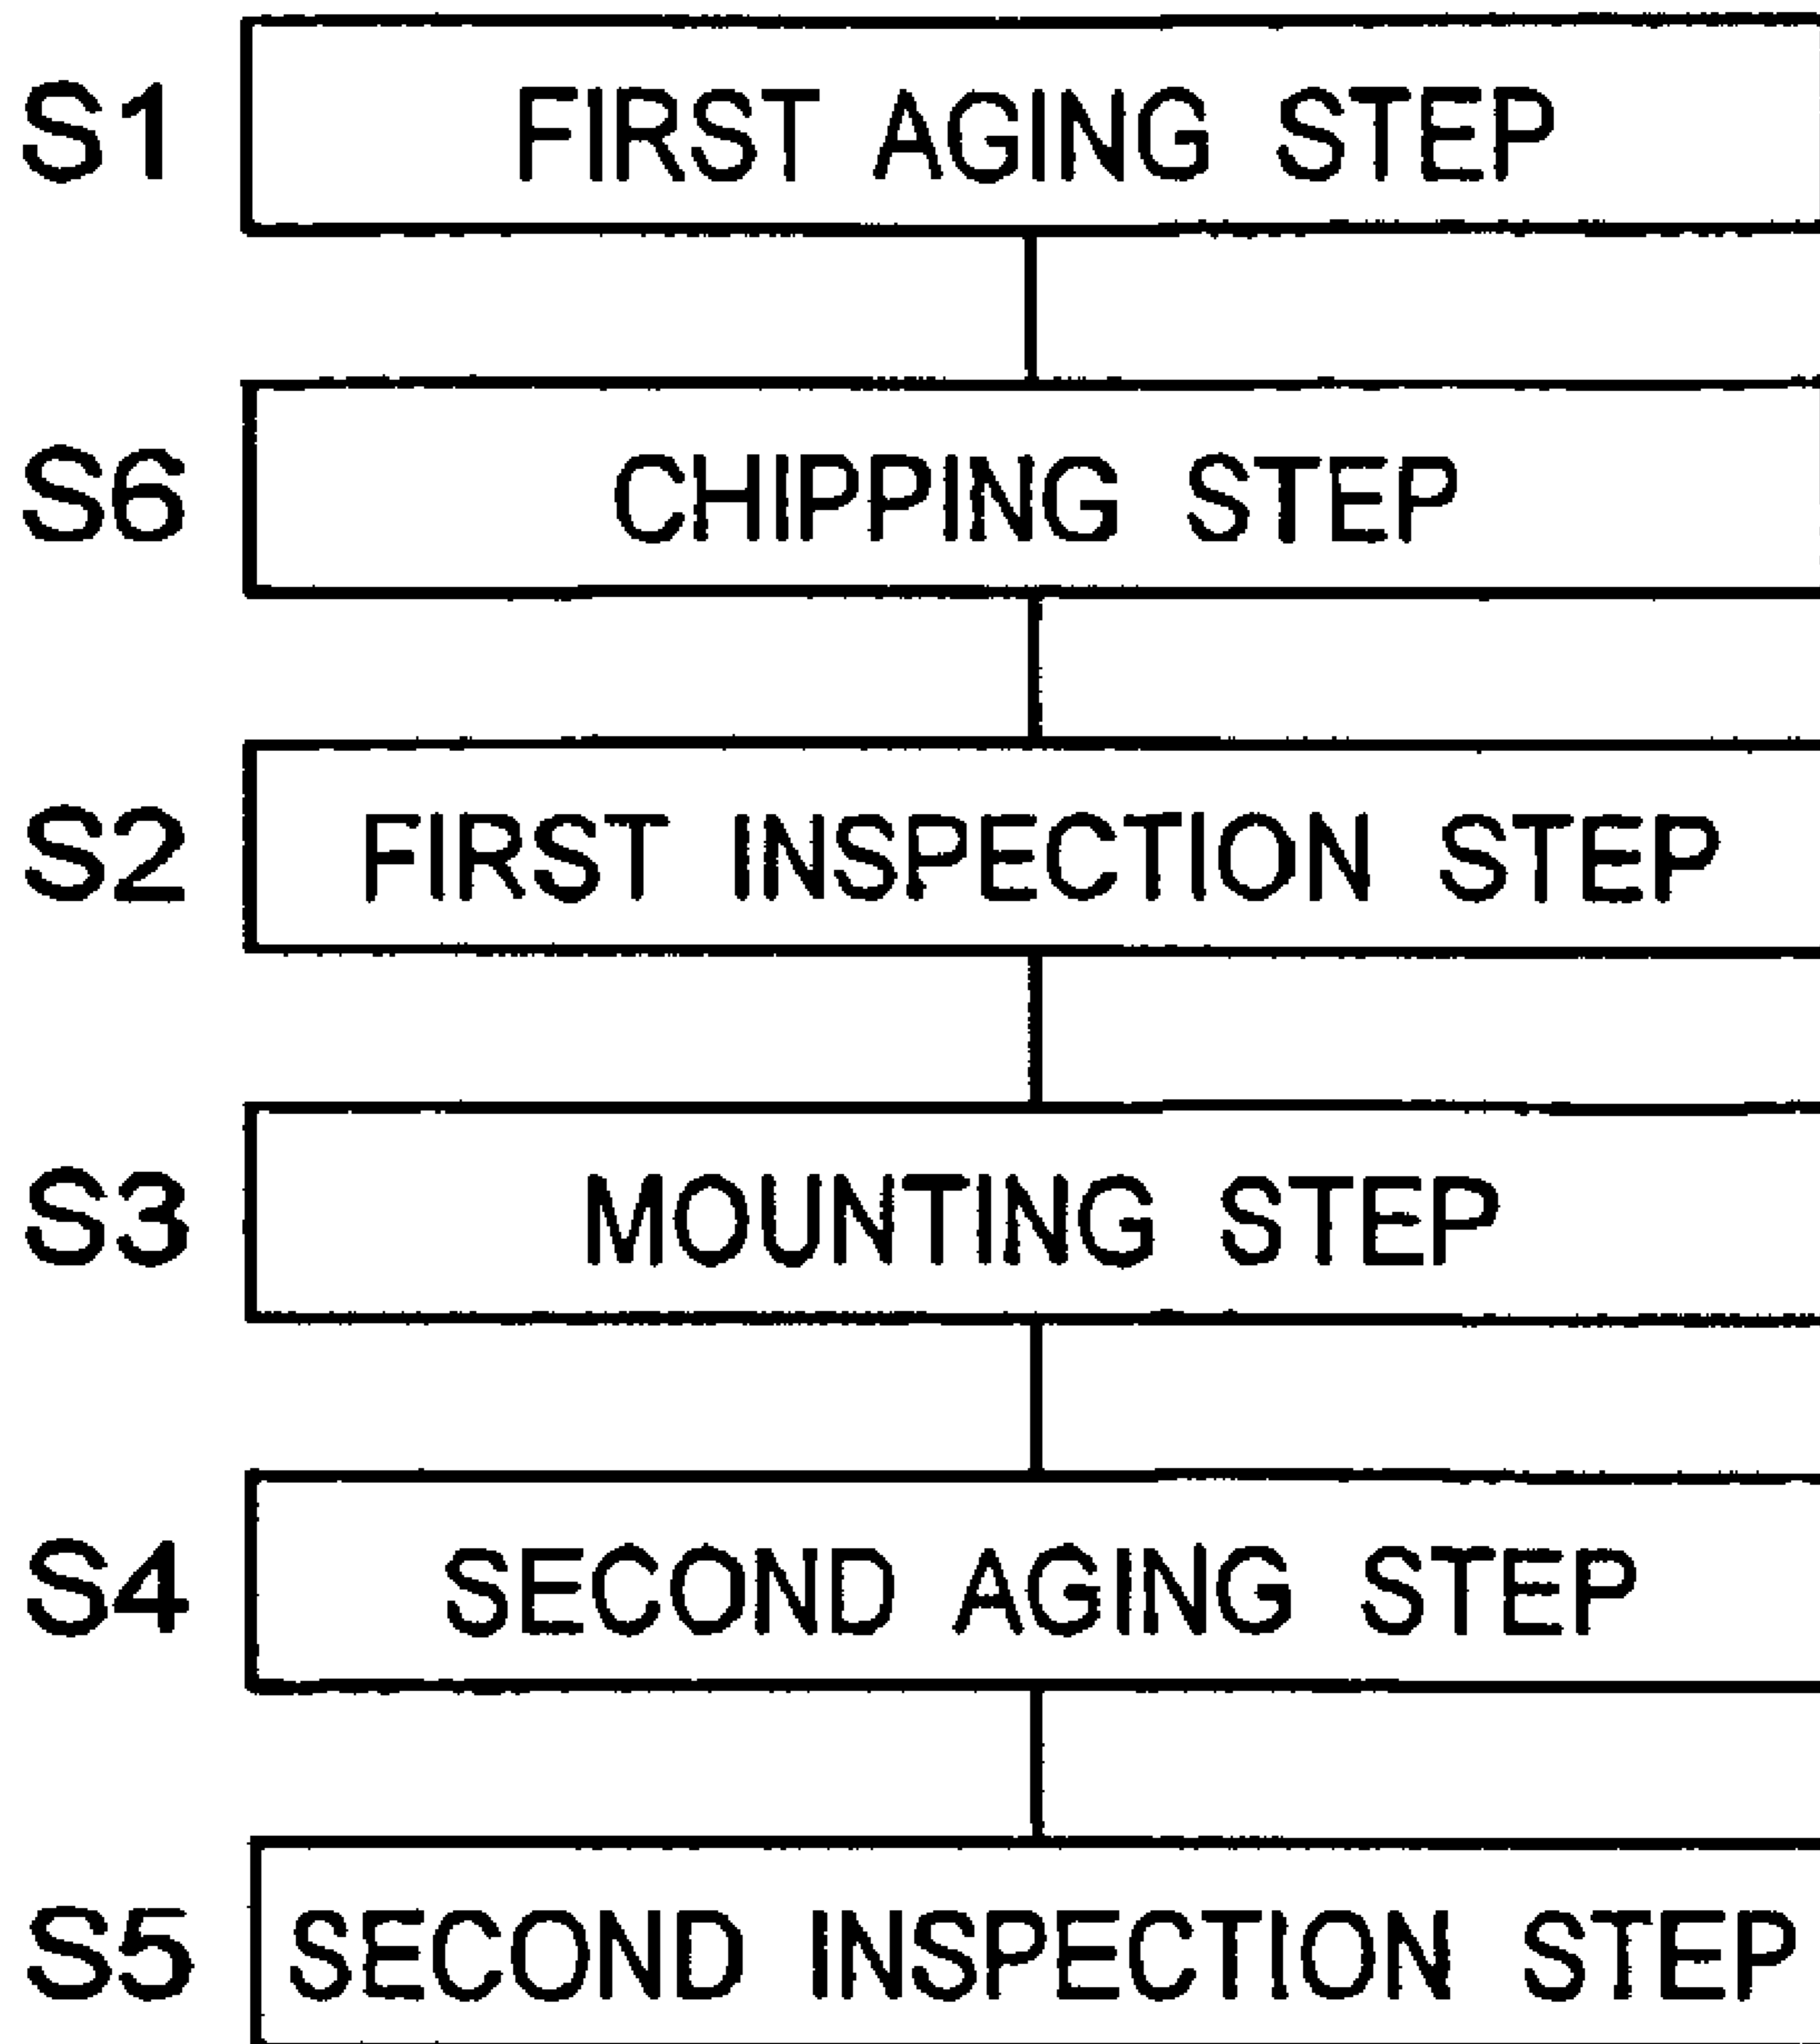 S1 FIRST AGING STEP
S6 CHIPPING STEP
S2 FIRST INSPECTION STEP
S3 MOUNTING STEP
S4 SECOND AGING STEP
S5 SECOND INSPECTION STEP